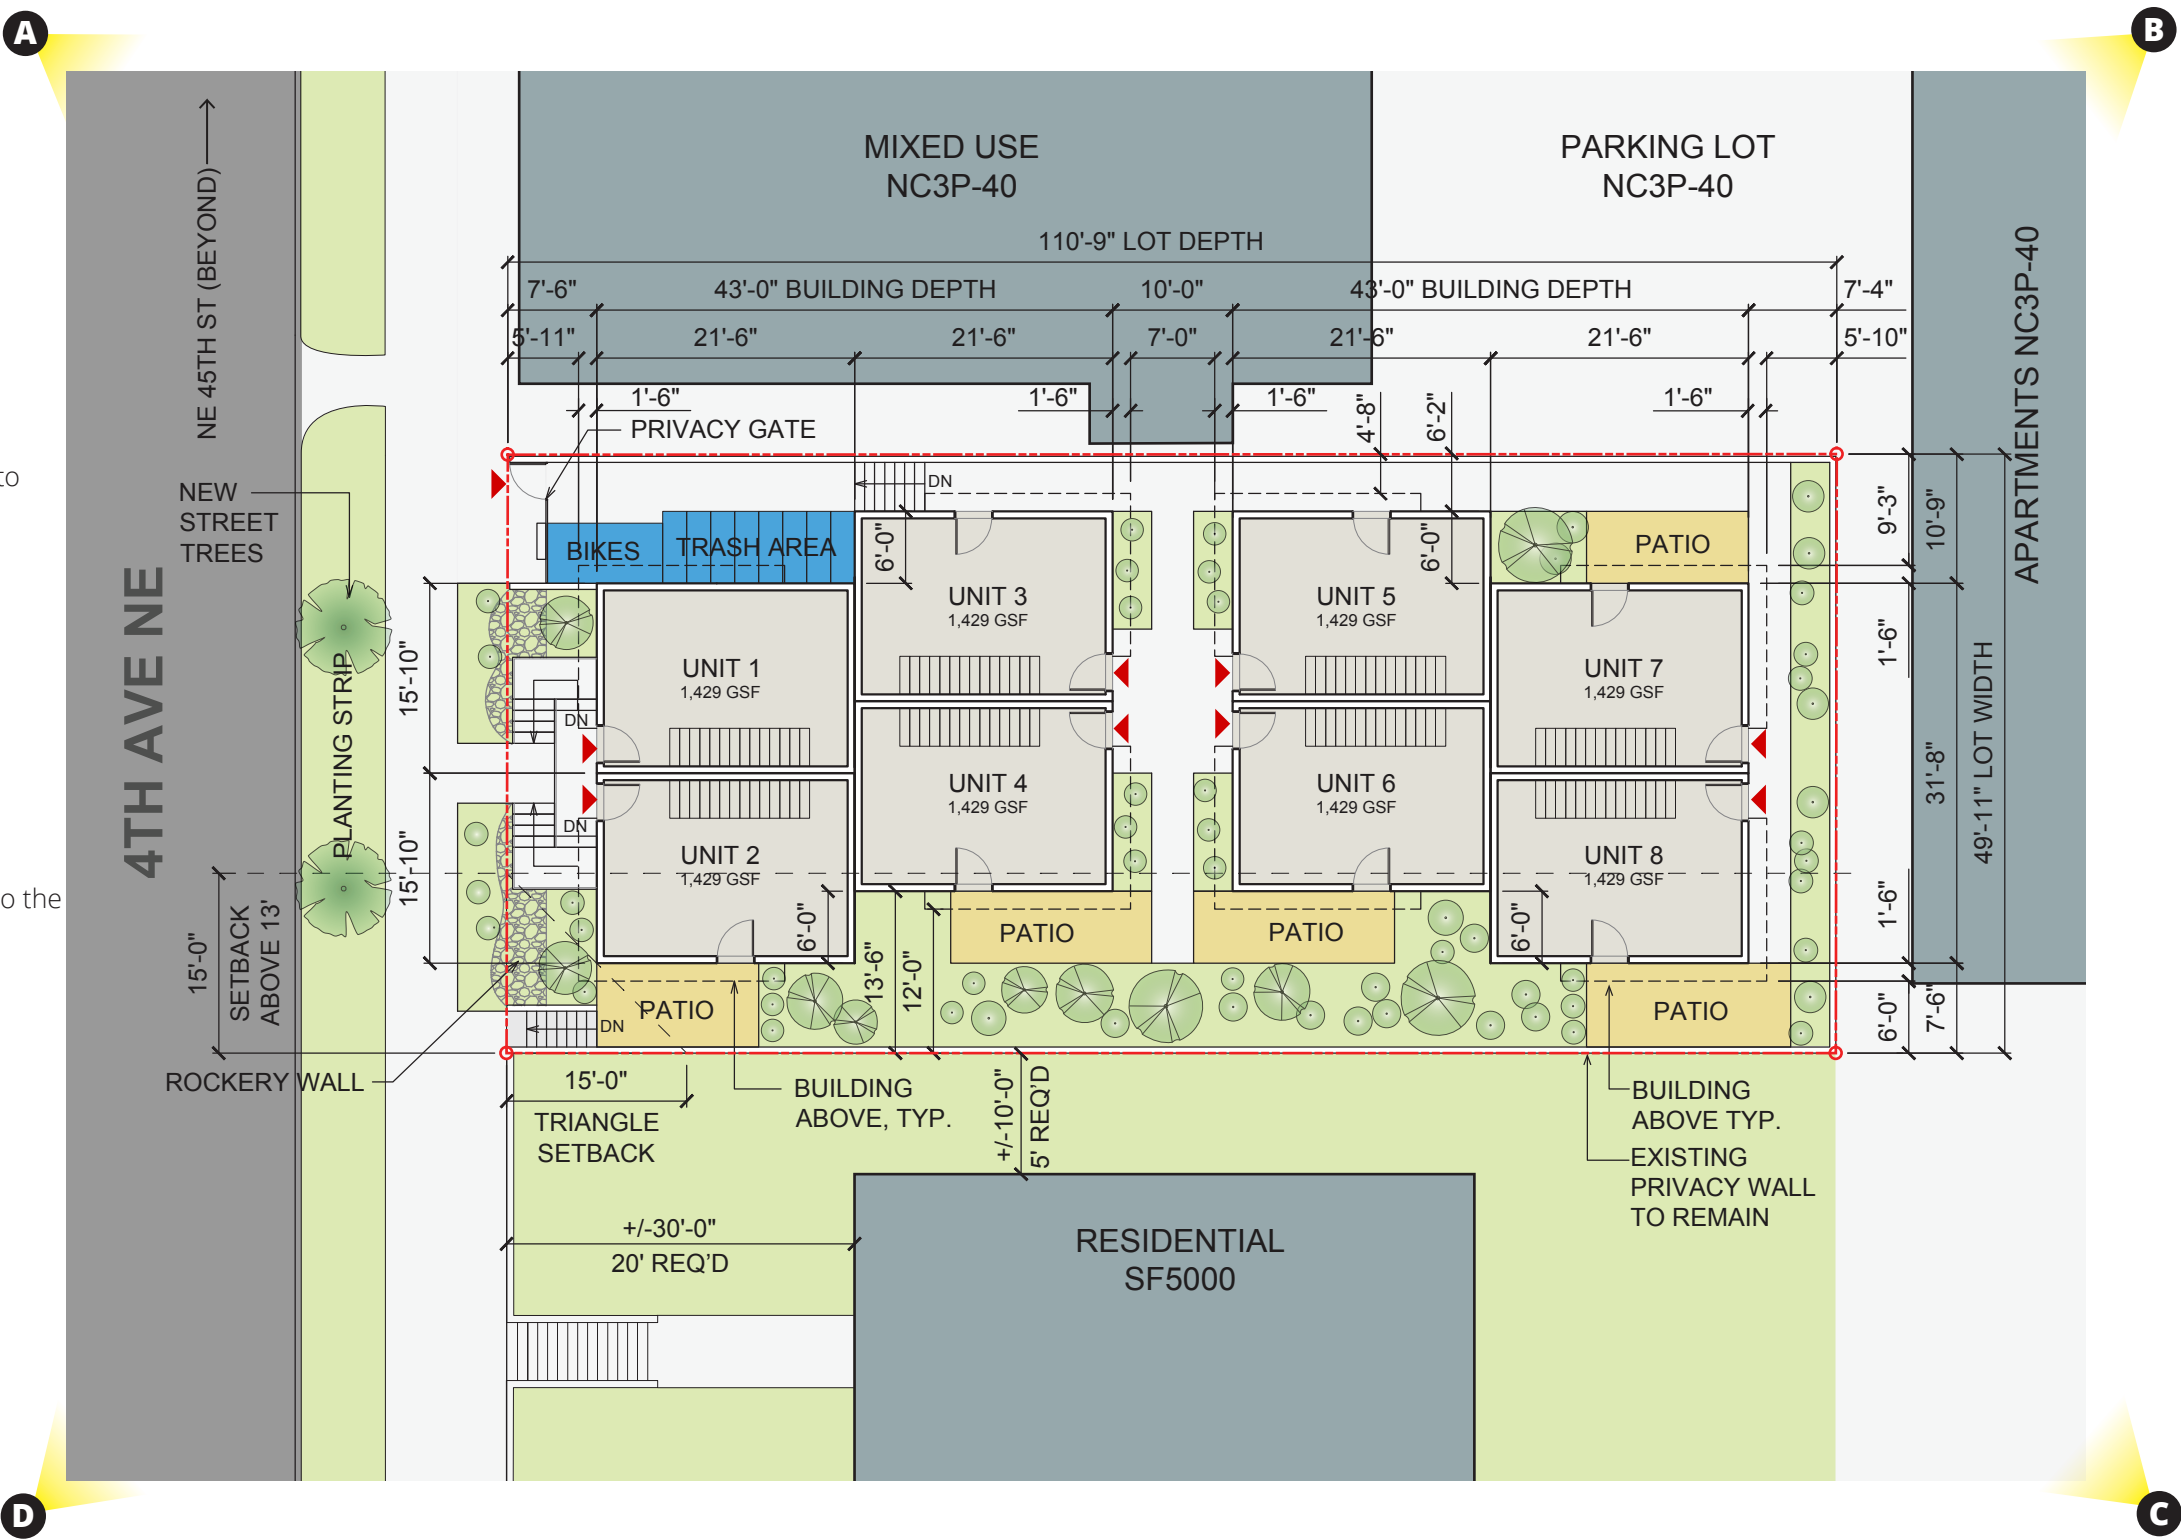 A
B
MIXED USE
NC3P-40
PARKING LOT
NC3P-40
NE 45TH ST (BEYOND)
APARTMENTS NC3P-40
110'-9" LOT DEPTH
7'-6"
43'-0" BUILDING DEPTH
10'-0"
43'-0" BUILDING DEPTH
7'-4"
5'-11"
21'-6"
21'-6"
7'-0"
21'-6"
21'-6"
5'-10"
1'-6"
1'-6"
1'-6"
4'-8"
6'-2"
1'-6"
PRIVACY GATE
to
NEW
STREET
TREES
DN
BIKES
TRASH AREA
6'-0"
6'-0"
PATIO
9'-3"
10'-9"
4TH AVE NE
PLANTING STRIP
15'-10"
UNIT 1
1,429 GSF
UNIT 3
1,429 GSF
UNIT 5
1,429 GSF
UNIT 7
1,429 GSF
1'-6"
DN
DN
15'-10"
UNIT 2
1,429 GSF
UNIT 4
1,429 GSF
UNIT 6
1,429 GSF
UNIT 8
1,429 GSF
31'-8"
49'-11" LOT WIDTH
1'-6"
o the
15'-0"
SETBACK
ABOVE 13'
6'-0"
13'-6"
12'-0"
PATIO
PATIO
6'-0"
PATIO
DN
PATIO
6'-0"
7'-6"
ROCKERY WALL
15'-0"
TRIANGLE
SETBACK
BUILDING
ABOVE, TYP.
+/-10'-0"
5' REQ'D
BUILDING
ABOVE TYP.
EXISTING
PRIVACY WALL
TO REMAIN
+/-30'-0"
20' REQ'D
RESIDENTIAL
SF5000
D
C